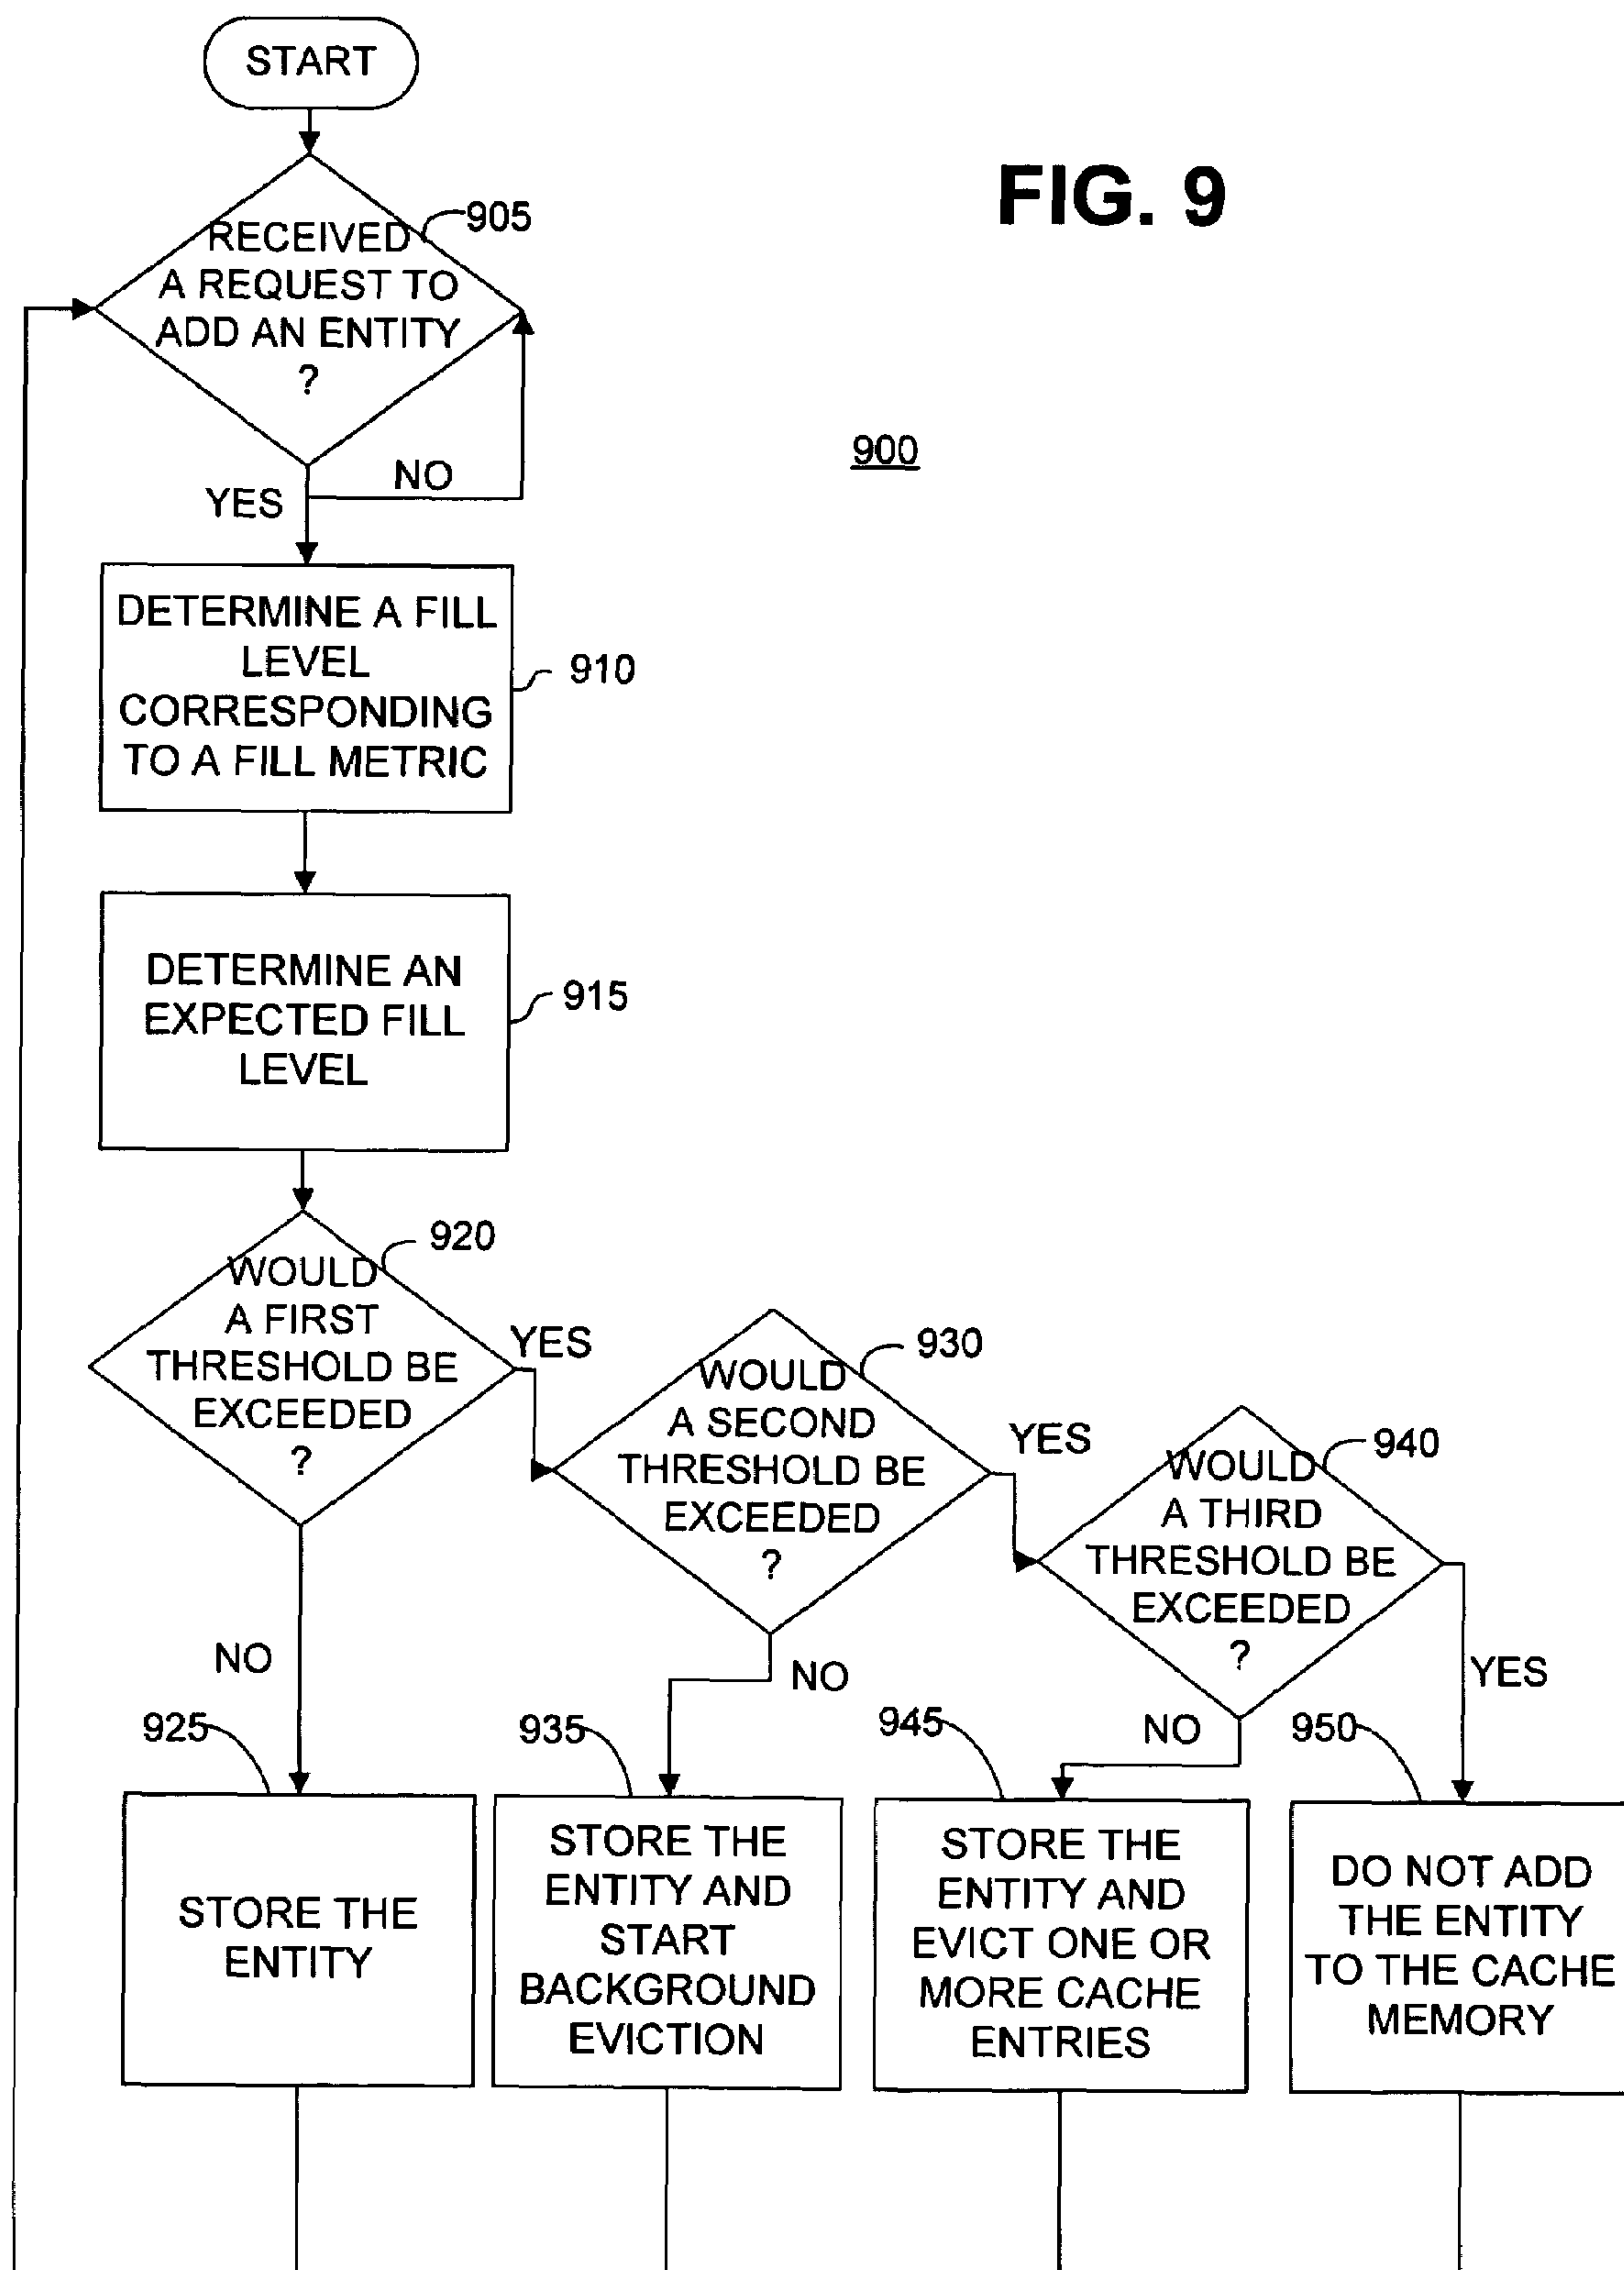 START
FIG. 9
905
RECEIVED
A REQUEST TO
ADD AN ENTITY
?
900
NO
YES
DETERMINE A FILL
LEVEL
CORRESPONDING
TO A FILL METRIC
910
DETERMINE AN
EXPECTED FILL
LEVEL
915
920
WOULD
A FIRST
THRESHOLD BE
EXCEEDED
?
YES
930
WOULD
A SECOND
THRESHOLD BE
EXCEEDED
?
YES
940
WOULD
A THIRD
THRESHOLD BE
EXCEEDED
?
NO
NO
NO
YES
925
935
945
950
STORE THE
ENTITY
STORE THE
ENTITY AND
START
BACKGROUND
EVICTION
STORE THE
ENTITY AND
EVICT ONE OR
MORE CACHE
ENTRIES
DO NOT ADD
THE ENTITY
TO THE CACHE
MEMORY